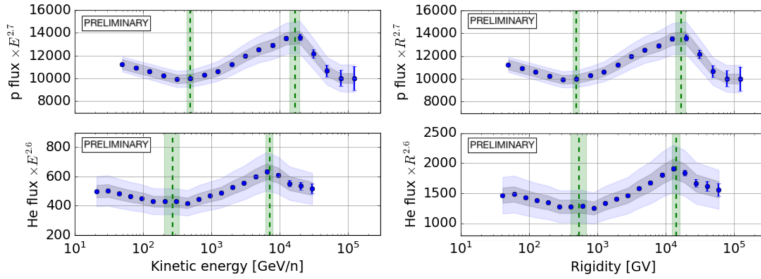 16000
14000
12000
10000
8000
PRELIMINARY
p flux ×E^2.7
16000
14000
12000
10000
8000
PRELIMINARY
p flux ×R^2.7
800
600
400
200
PRELIMINARY
He flux ×E^2.6
10^1 10^2 10^3 10^4 10^5
Kinetic energy [GeV/n]
2500
2000
1500
1000
PRELIMINARY
He flux ×R^2.6
10^1 10^2 10^3 10^4 10^5
Rigidity [GV]